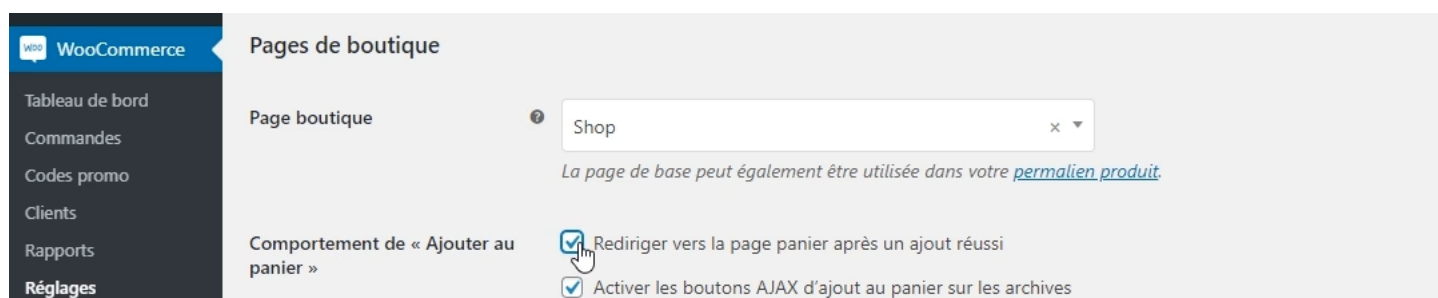 WooCommerce
Tableau de bord
Commandes
Codes promo
Clients
Rapports
Réglages
Pages de boutique
Page boutique
Shop
La page de base peut également être utilisée dans votre permalien produit.
Comportement de « Ajouter au
panier »
Rediriger vers la page panier après un ajout réussi
Activer les boutons AJAX d’ajout au panier sur les archives